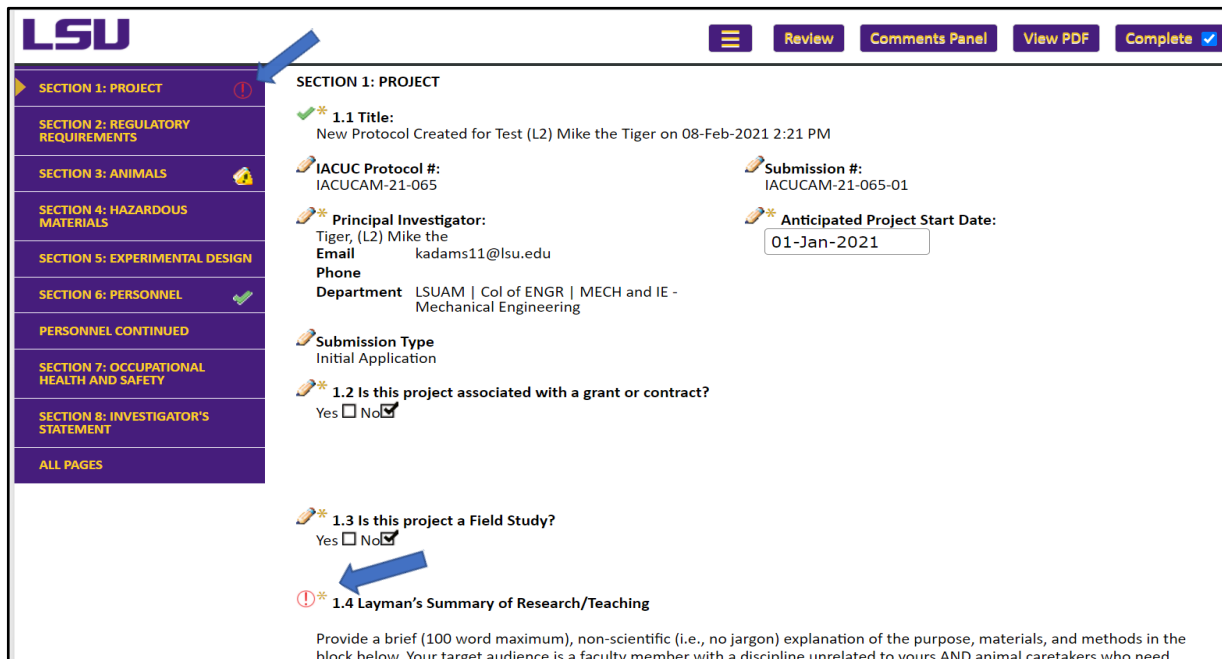 LSU
Review
Comments Panel
View PDF
Complete
SECTION 1: PROJECT
SECTION 2: REGULATORY
REQUIREMENTS
SECTION 3: ANIMALS
SECTION 4: HAZARDOUS
MATERIALS
SECTION 5: EXPERIMENTAL DESIGN
SECTION 6: PERSONNEL
PERSONNEL CONTINUED
SECTION 7: OCCUPATIONAL
HEALTH AND SAFETY
SECTION 8: INVESTIGATOR'S
STATEMENT
ALL PAGES
SECTION 1: PROJECT
* 1.1 Title:
New Protocol Created for Test (L2) Mike the Tiger on 08-Feb-2021 2:21 PM
IACUC Protocol #:
IACUCAM-21-065
Submission #:
IACUCAM-21-065-01
* Principal Investigator:
Tiger, (L2) Mike the
Email kadams11@lsu.edu
Phone
Department LSUAM | Col of ENGR | MECH and IE -
Mechanical Engineering
* Anticipated Project Start Date:
01-Jan-2021
Submission Type
Initial Application
* 1.2 Is this project associated with a grant or contract?
Yes No
* 1.3 Is this project a Field Study?
Yes No
* 1.4 Layman's Summary of Research/Teaching
Provide a brief (100 word maximum), non-scientific (i.e., no jargon) explanation of the purpose, materials, and methods in the
block below. Your target audience is a faculty member with a discipline unrelated to yours AND animal caretakers who need